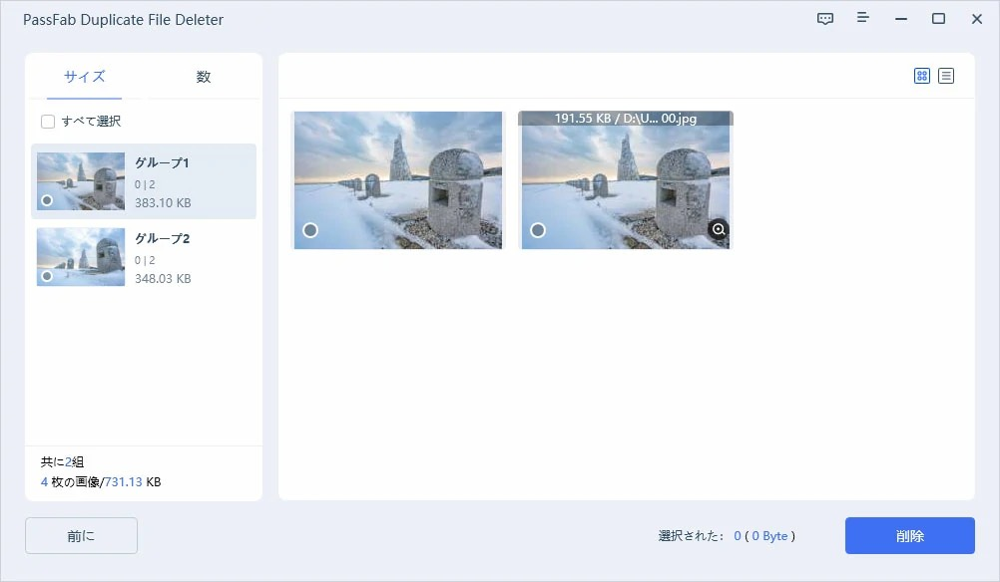 PassFab Duplicate File Deleter
サイズ 数
すべて選択
グループ1
0 | 2
383.10 KB
グループ2
0 | 2
348.03 KB
共に2組
4 枚の画像/731.13 KB
191.55 KB / D:\U... 00.jpg
前に
選択された: 0 ( 0 Byte )
削除